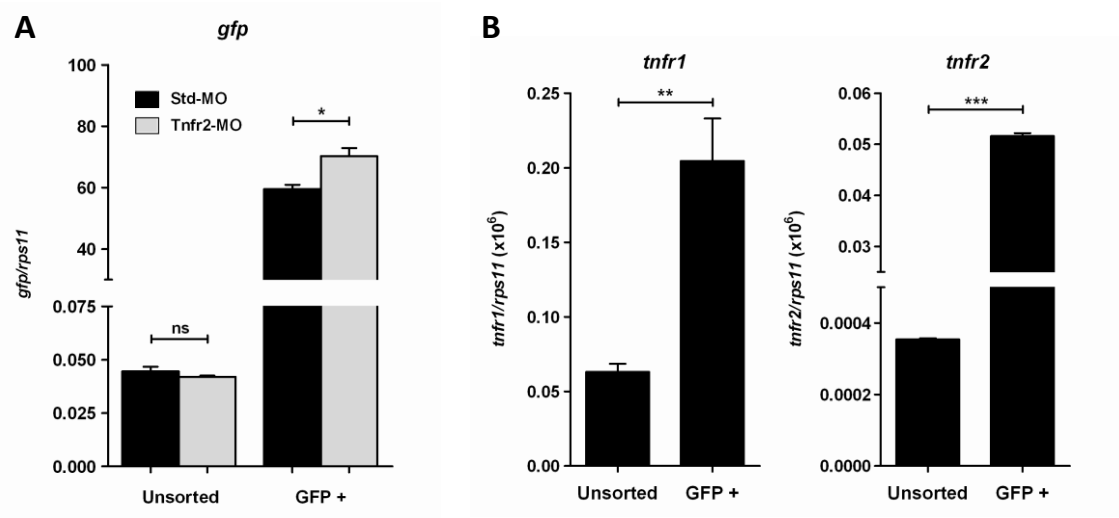 A
gfp
100
80
60
40
0.075
0.050
0.025
0.000
gfp/rps11
Std-MO
Tnfr2-MO
*
ns
Unsorted
GFP +
B
tnfr1
0.25
0.20
0.15
0.10
0.05
0.00
tnfr1/rps11 (x10⁶)
**
Unsorted
GFP +
tnfr2
0.06
0.05
0.04
0.03
0.0004
0.0002
0.0000
tnfr2/rps11 (x10⁶)
***
Unsorted
GFP +